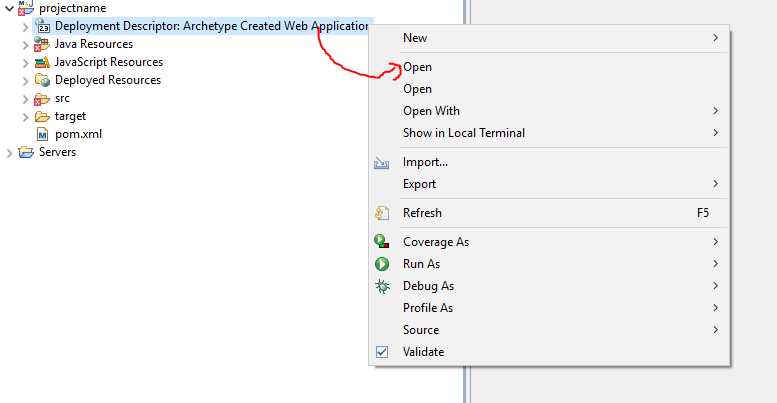 projectname
Deployment Descriptor: Archetype Created Web Application
Java Resources
JavaScript Resources
Deployed Resources
src
target
pom.xml
Servers
New
Open
Open
Open With
Show in Local Terminal
Import...
Export
Refresh F5
Coverage As
Run As
Debug As
Profile As
Source
Validate